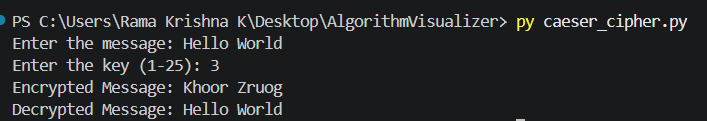 PS C:\Users\Rama Krishna K\Desktop\AlgorithmVisualizer> py caeser_cipher.py
Enter the message: Hello World
Enter the key (1-25): 3
Encrypted Message: Khoor Zruog
Decrypted Message: Hello World